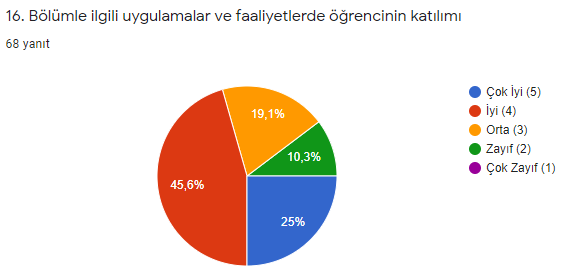 16. Bölümle ilgili uygulamalar ve faaliyetlerde öğrencinin katılımı
68 yanıt
Çok İyi (5)
İyi (4)
Orta (3)
Zayıf (2)
Çok Zayıf (1)
19,1%
10,3%
45,6%
25%